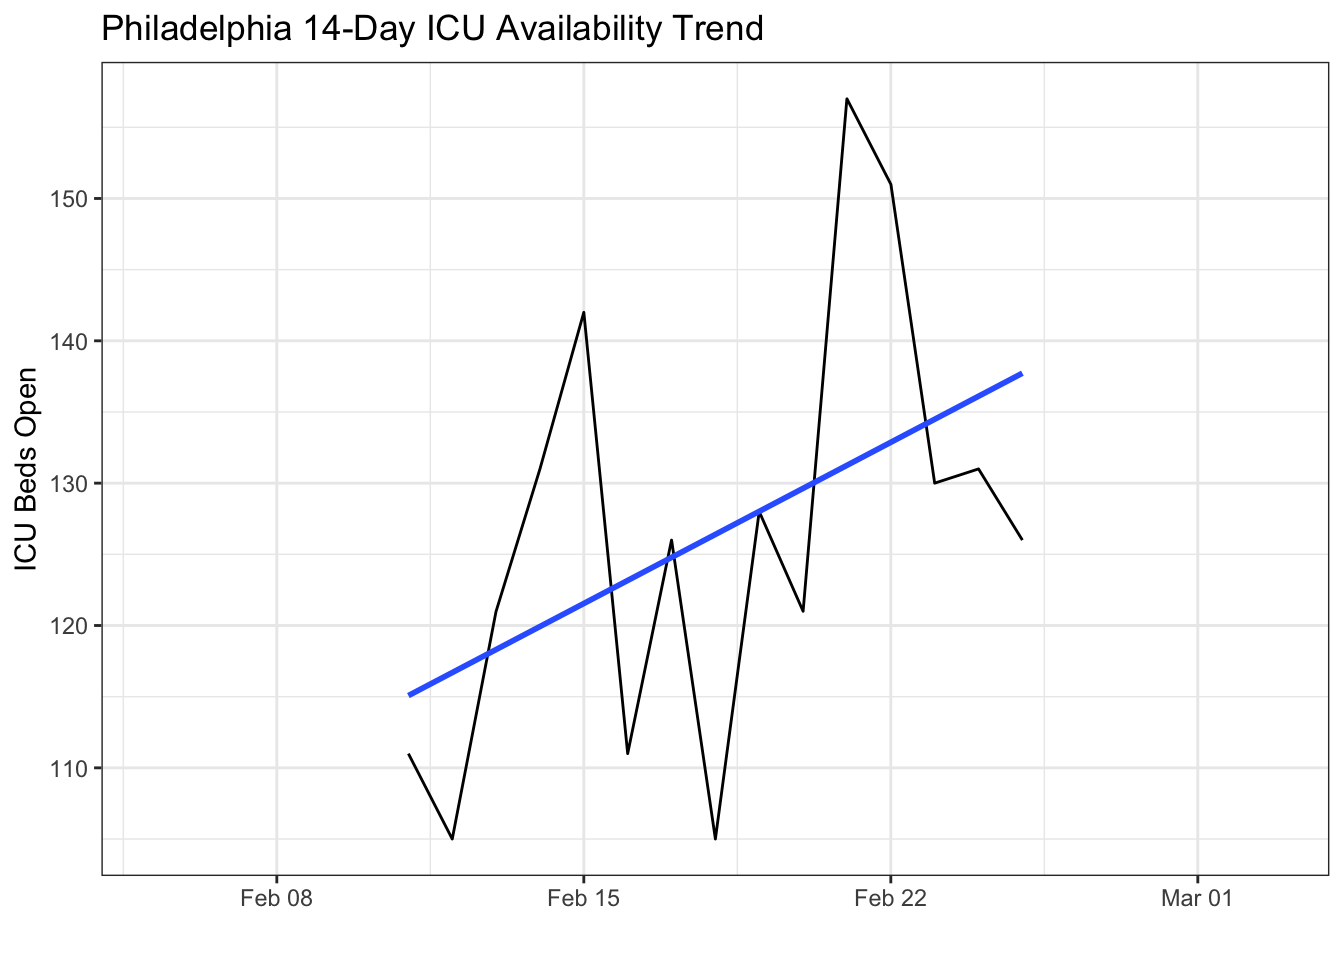 Philadelphia 14-Day ICU Availability Trend
ICU Beds Open
150
140
130
120
110
Feb 08
Feb 15
Feb 22
Mar 01